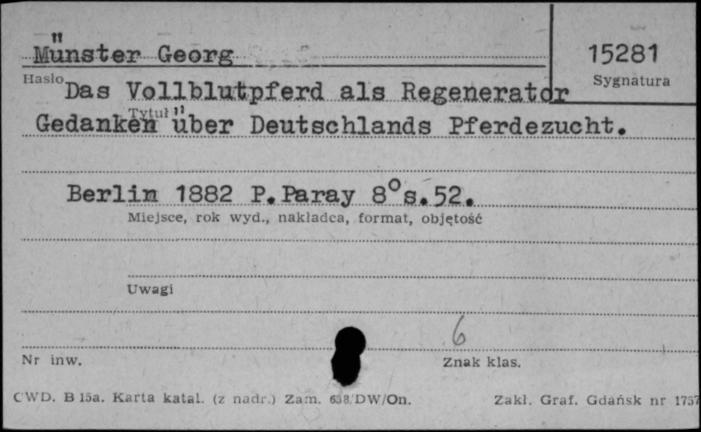 Münster Georg
15281
Hasło
Sygnatura
Das Vollblutpferd als Regenerator
Tytuł
Gedanken über Deutschlands Pferdezucht.
Berlin 1882 P.Paray 8°s.52.
Miejsce, rok wyd., nakładca, format, objętość
Uwagi
6
Nr inw.
Znak klas.
CWD. B 15a. Karta katal. (z nadr.) Zam. 638/DW/On.
Zakł. Graf. Gdańsk nr 1757